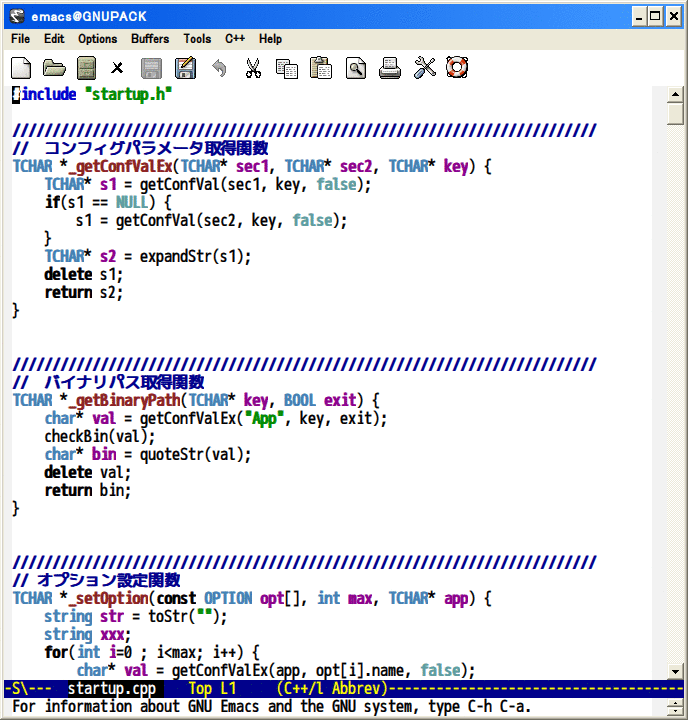 emacs@GNUPACK
File Edit Options Buffers Tools C++ Help
#include "startup.h"
/////////////////////////////////////////////////////////////////////////
//  コンフィグパラメータ取得関数
TCHAR *_getConfValEx(TCHAR* sec1, TCHAR* sec2, TCHAR* key) {
    TCHAR* s1 = getConfVal(sec1, key, false);
    if(s1 == NULL) {
        s1 = getConfVal(sec2, key, false);
    }
    TCHAR* s2 = expandStr(s1);
    delete s1;
    return s2;
}
/////////////////////////////////////////////////////////////////////////
//  バイナリパス取得関数
TCHAR *_getBinaryPath(TCHAR* key, BOOL exit) {
    char* val = getConfValEx("App", key, exit);
    checkBin(val);
    char* bin = quoteStr(val);
    delete val;
    return bin;
}
/////////////////////////////////////////////////////////////////////////
// オプション設定関数
TCHAR *_setOption(const OPTION opt[], int max, TCHAR* app) {
    string str = toStr("");
    string xxx;
    for(int i=0 ; i<max; i++) {
        char* val = getConfValEx(app, opt[i].name, false);
-S\---  startup.cpp    Top L1     (C++/l Abbrev)-------------------------------------
For information about GNU Emacs and the GNU system, type C-h C-a.